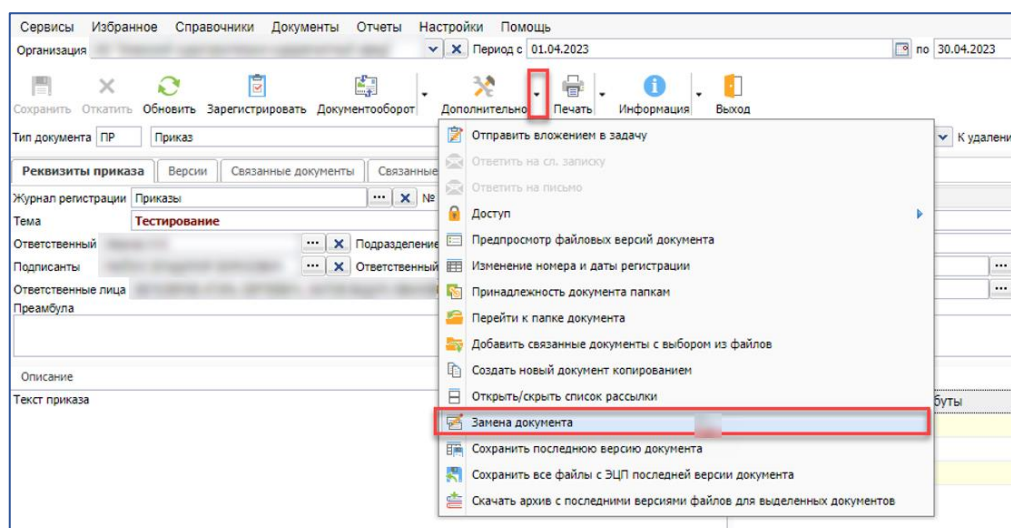 Сервисы Избранное Справочники Документы Отчеты Настройки Помощь
Организация Период с 01.04.2023 по 30.04.2023
Сохранить Откатить Обновить Зарегистрировать Документооборот Дополнительно Печать Информация Выход
Тип документа ПР Приказ К удалени
Реквизиты приказа Версии Связанные документы Связанные
Журнал регистрации Приказы ... №
Тема Тестирование
Ответственный ... Подразделение
Подписанты ... Ответственный ...
Ответственные лица ...
Преамбула
Описание
Текст приказа
буты
Отправить вложением в задачу
Ответить на сл. записку
Ответить на письмо
Доступ
Предпросмотр файловых версий документа
Изменение номера и даты регистрации
Принадлежность документа папкам
Перейти к папке документа
Добавить связанные документы с выбором из файлов
Создать новый документ копированием
Открыть/скрыть список рассылки
Замена документа
Сохранить последнюю версию документа
Сохранить все файлы с ЭЦП последней версии документа
Скачать архив с последними версиями файлов для выделенных документов